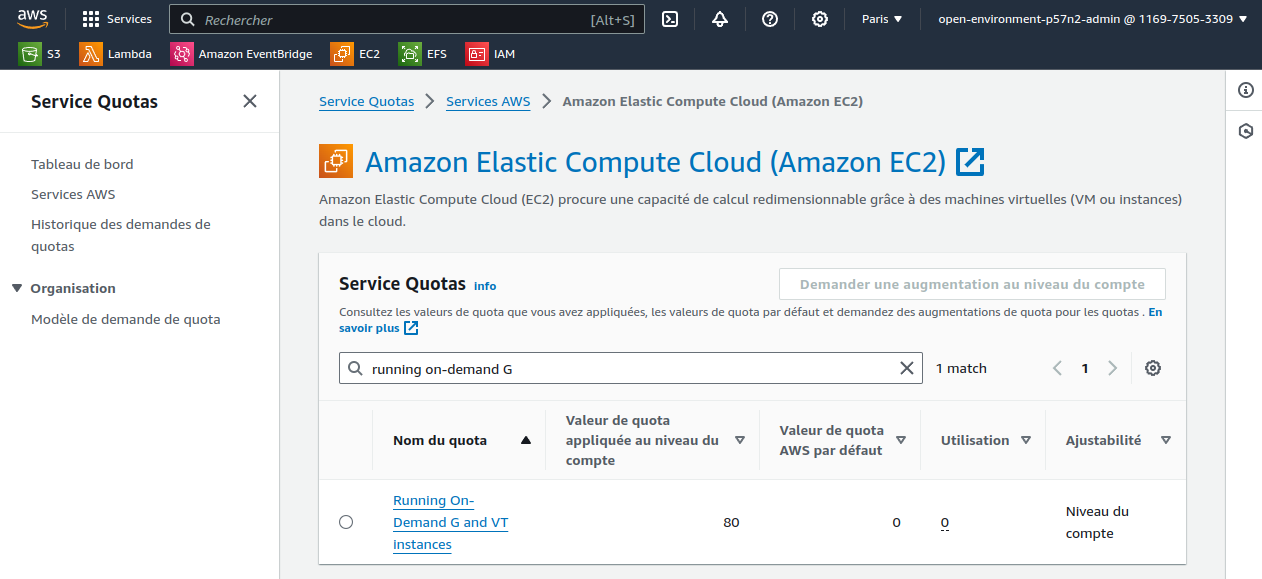 aws
Services
Rechercher
[Alt+S]
Paris
open-environment-p57n2-admin @ 1169-7505-3309
S3
Lambda
Amazon EventBridge
EC2
EFS
IAM
Service Quotas
Tableau de bord
Services AWS
Historique des demandes de
quotas
Organisation
Modèle de demande de quota
Service Quotas
Services AWS
Amazon Elastic Compute Cloud (Amazon EC2)
Amazon Elastic Compute Cloud (Amazon EC2)
Amazon Elastic Compute Cloud (EC2) procure une capacité de calcul redimensionnable grâce à des machines virtuelles (VM ou instances)
dans le cloud.
Service Quotas info
Demander une augmentation au niveau du compte
Consultez les valeurs de quota que vous avez appliquées, les valeurs de quota par défaut et demandez des augmentations de quota pour les quotas . En
savoir plus
running on-demand G
1 match
1
Nom du quota
Valeur de quota
appliquée au niveau du
compte
Valeur de quota
AWS par défaut
Utilisation
Ajustabilité
Running On-
Demand G and VT
instances
80
0
0
Niveau du
compte